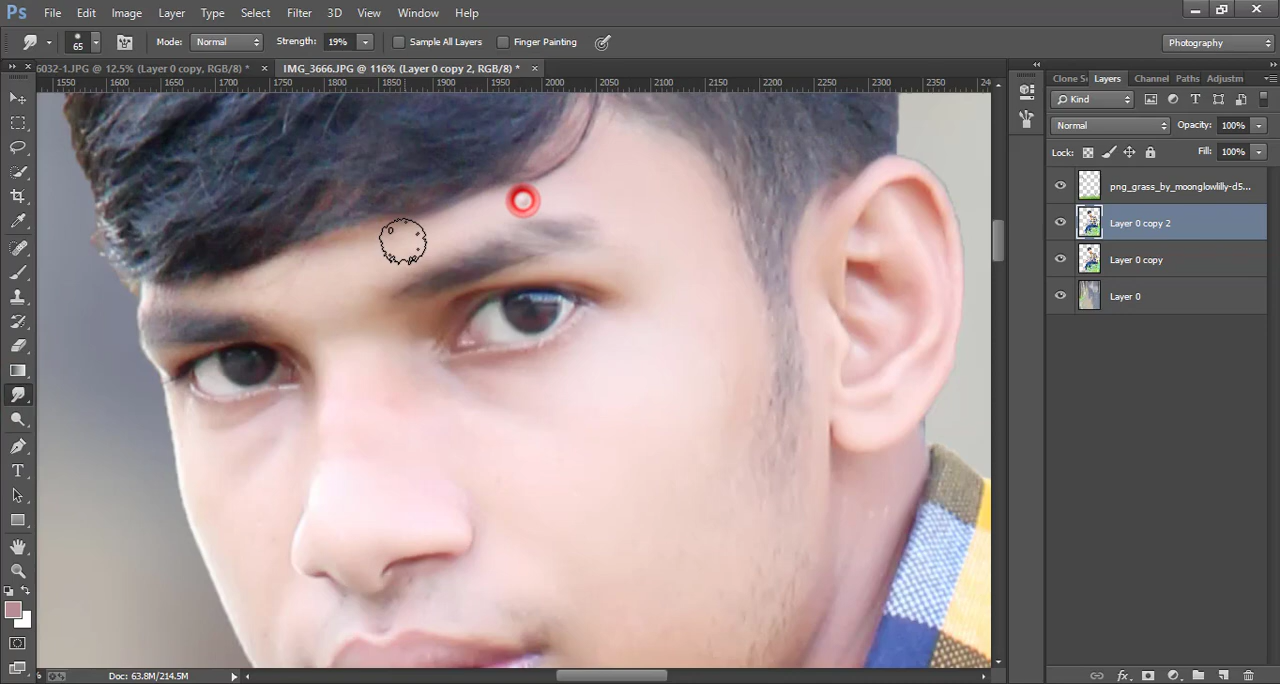 Ps File Edit Image Layer Type Select Filter 3D View Window Help
65 Mode: Normal Strength: 19% Sample All Layers Finger Painting Photography
6032-1.JPG @ 12.5% (Layer 0 copy, RGB/8) * × IMG_3666.JPG @ 116% (Layer 0 copy 2, RGB/8) * ×
Clone S Layers Channel Paths Adjustm
1550 1600 1650 1700 1750 1800 1850 1900 1950 2000 2050 2100 2150 2200 2250 2300 2350 24
Kind
Normal Opacity: 100%
Lock: Fill: 100%
png_grass_by_moonglowlilly-d5...
Layer 0 copy 2
Layer 0 copy
Layer 0
T
Doc: 63.8M/214.5M
fx